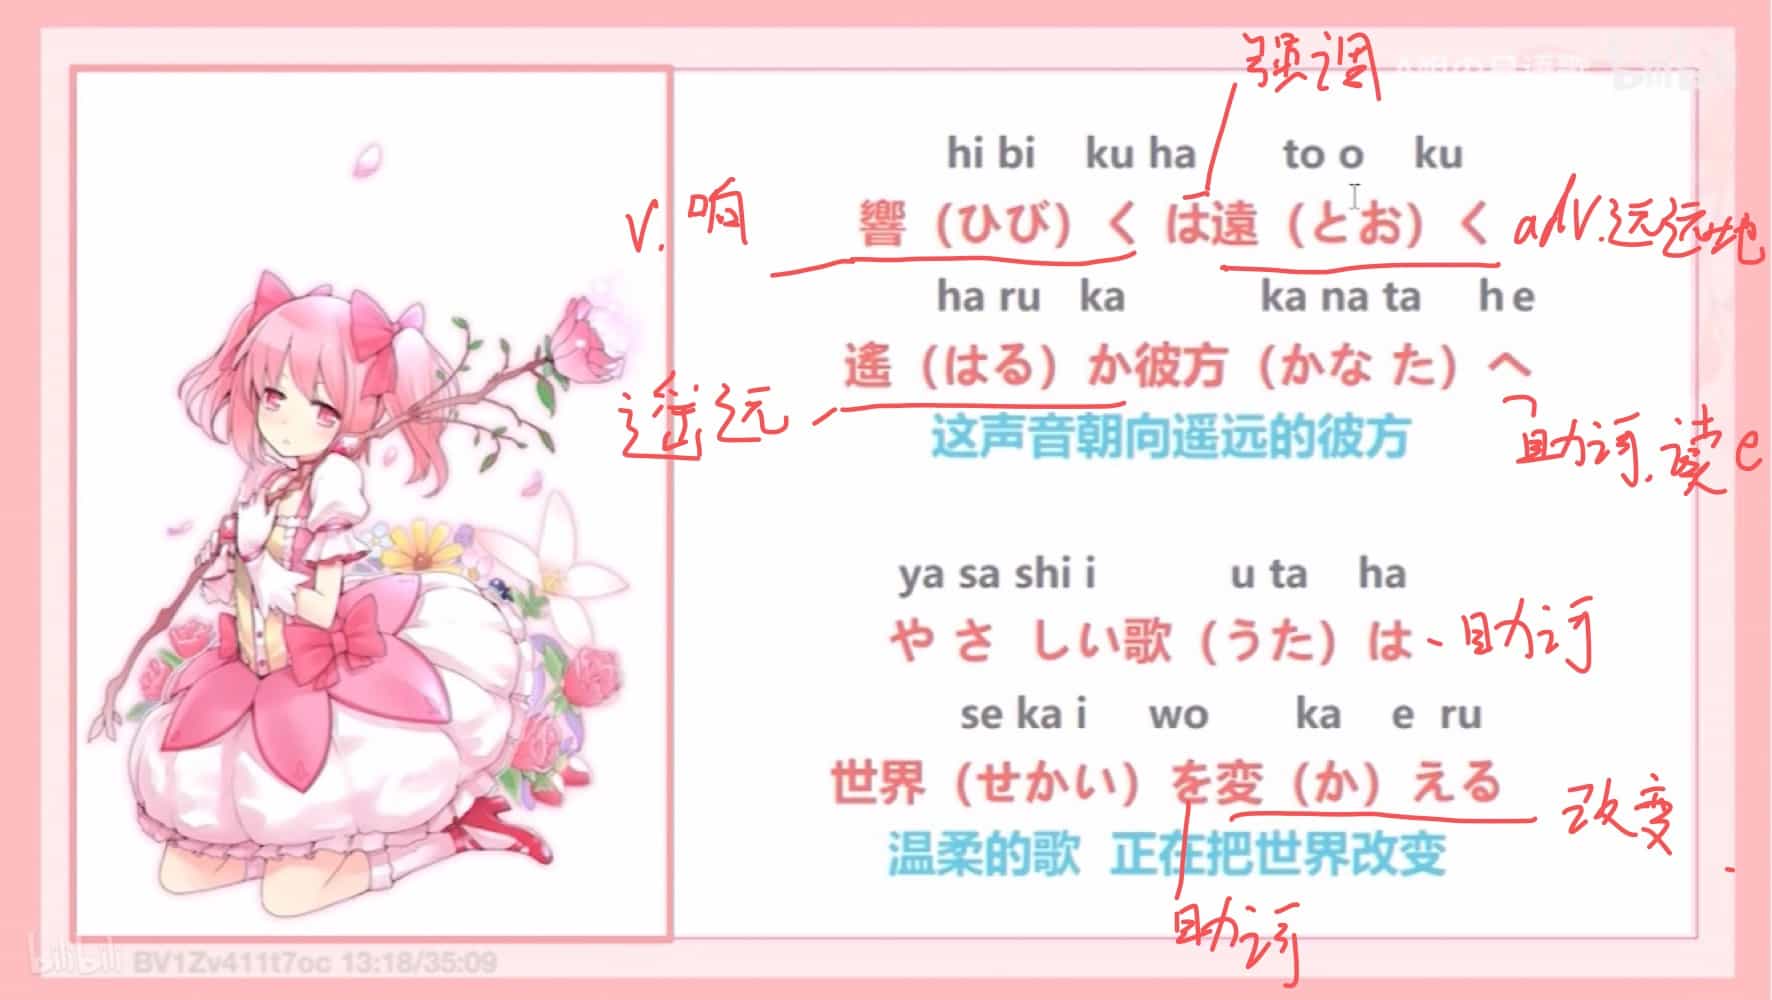 强调
hi bi ku ha to o ku
v. 响 響（ひび）く は遠（とお）く adv. 远远地
ha ru ka ka na ta h e
遙（はる）か彼方（かな た）へ
遥远 这声音朝向遥远的彼方 助词. 读 e
ya sa shi i u ta ha
や さ しい歌（うた）は 助词
se ka i wo ka e ru
世界（せかい）を変（か）える 改变
温柔的歌 正在把世界改变
助词
bilibili BV1Zv411t7oc 13:18/35:09